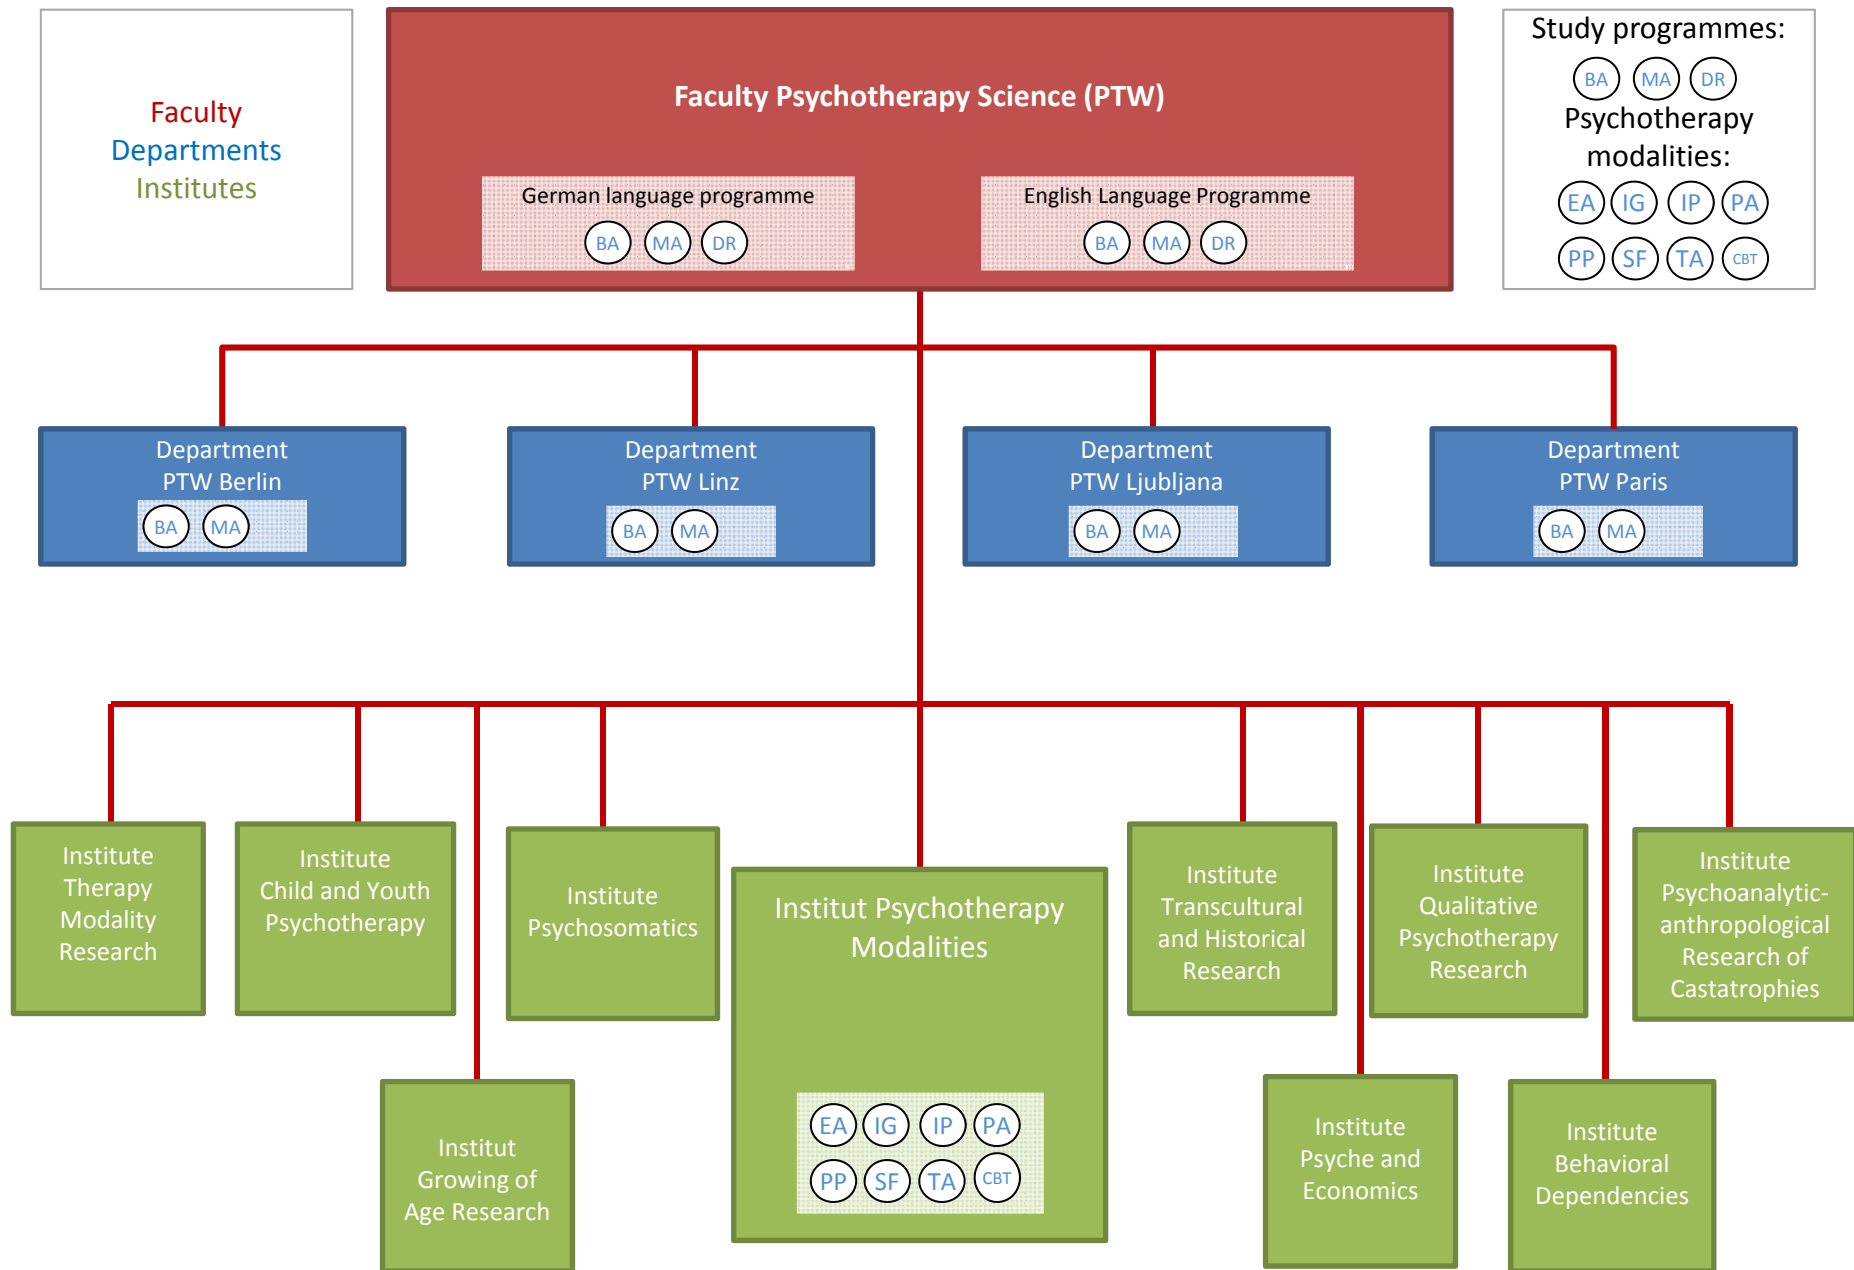 Faculty
Departments
Institutes
Faculty Psychotherapy Science (PTW)
German language programme
BA MA DR
English Language Programme
BA MA DR
Study programmes:
BA MA DR
Psychotherapy
modalities:
EA IG IP PA
PP SF TA CBT
Department
PTW Berlin
BA MA
Department
PTW Linz
BA MA
Department
PTW Ljubljana
BA MA
Department
PTW Paris
BA MA
Institute
Therapy
Modality
Research
Institute
Child and Youth
Psychotherapy
Institute
Psychosomatics
Institut Psychotherapy
Modalities
EA IG IP PA
PP SF TA CBT
Institute
Transcultural
and Historical
Research
Institute
Qualitative
Psychotherapy
Research
Institute
Psychoanalytic-
anthropological
Research of
Castatrophies
Institut
Growing of
Age Research
Institute
Psyche and
Economics
Institute
Behavioral
Dependencies